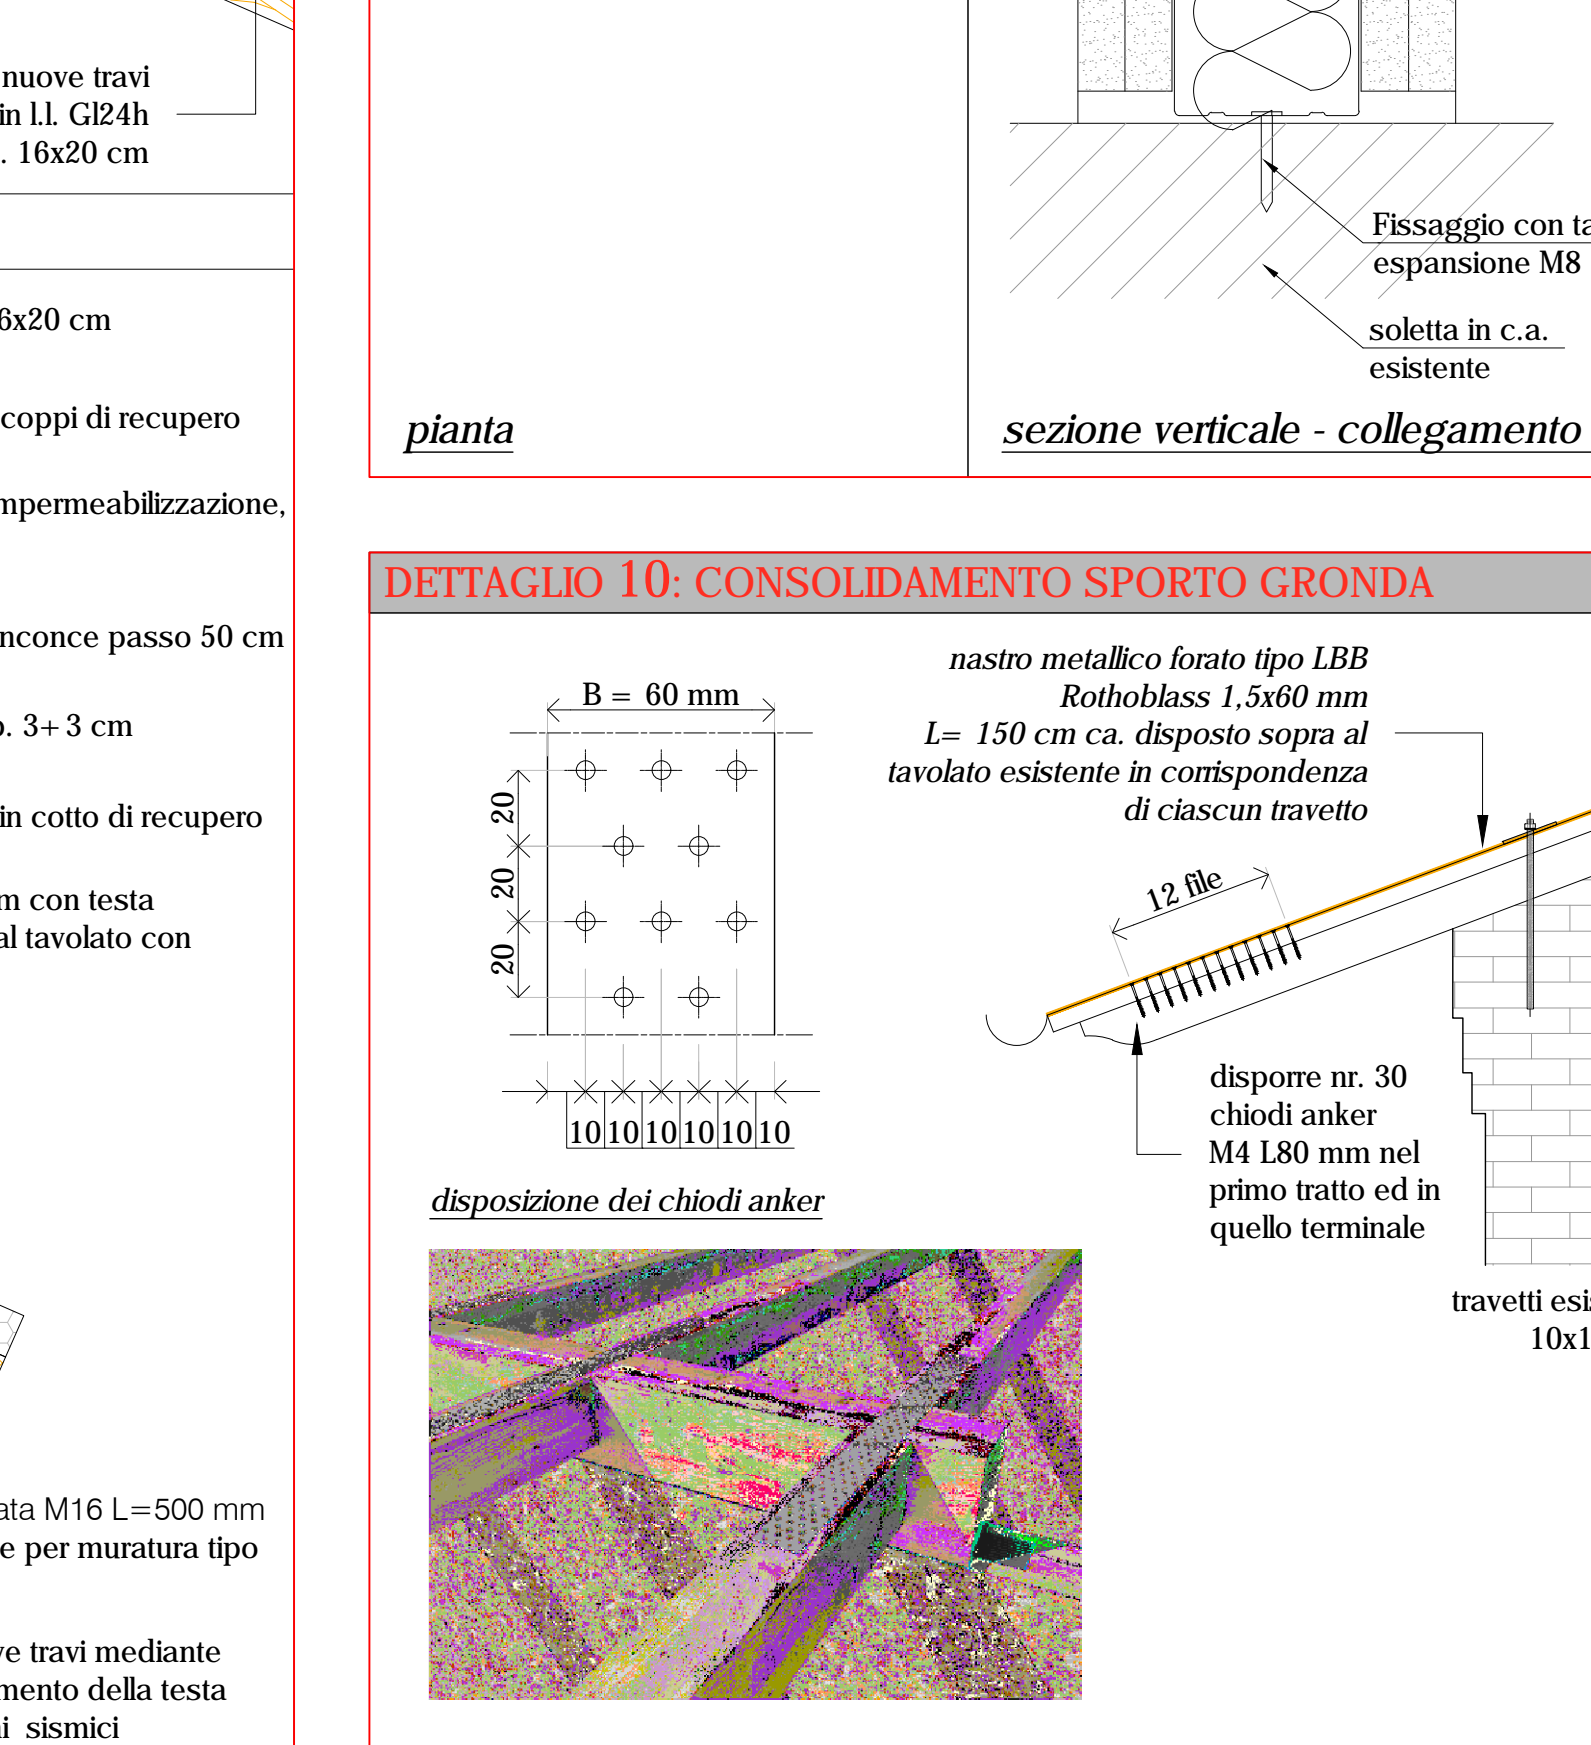 nuove travi
in l.l. Gl24h
. 16x20 cm
6x20 cm
coppi di recupero
mpermeabilizzazione,
nconce passo 50 cm
o. 3+3 cm
in cotto di recupero
m con testa
al tavolato con
ata M16 L=500 mm
e per muratura tipo
ve travi mediante
mento della testa
ni sismici
pianta
Fissaggio con ta
espansione M8
soletta in c.a.
esistente
sezione verticale - collegamento
DETTAGLIO 10: CONSOLIDAMENTO SPORTO GRONDA
B = 60 mm
20
20
20
10 10 10 10 10 10
disposizione dei chiodi anker
nastro metallico forato tipo LBB
Rothoblass 1,5x60 mm
L= 150 cm ca. disposto sopra al
tavolato esistente in corrispondenza
di ciascun travetto
12 file
disporre nr. 30
chiodi anker
M4 L80 mm nel
primo tratto ed in
quello terminale
travetti esis
10x1